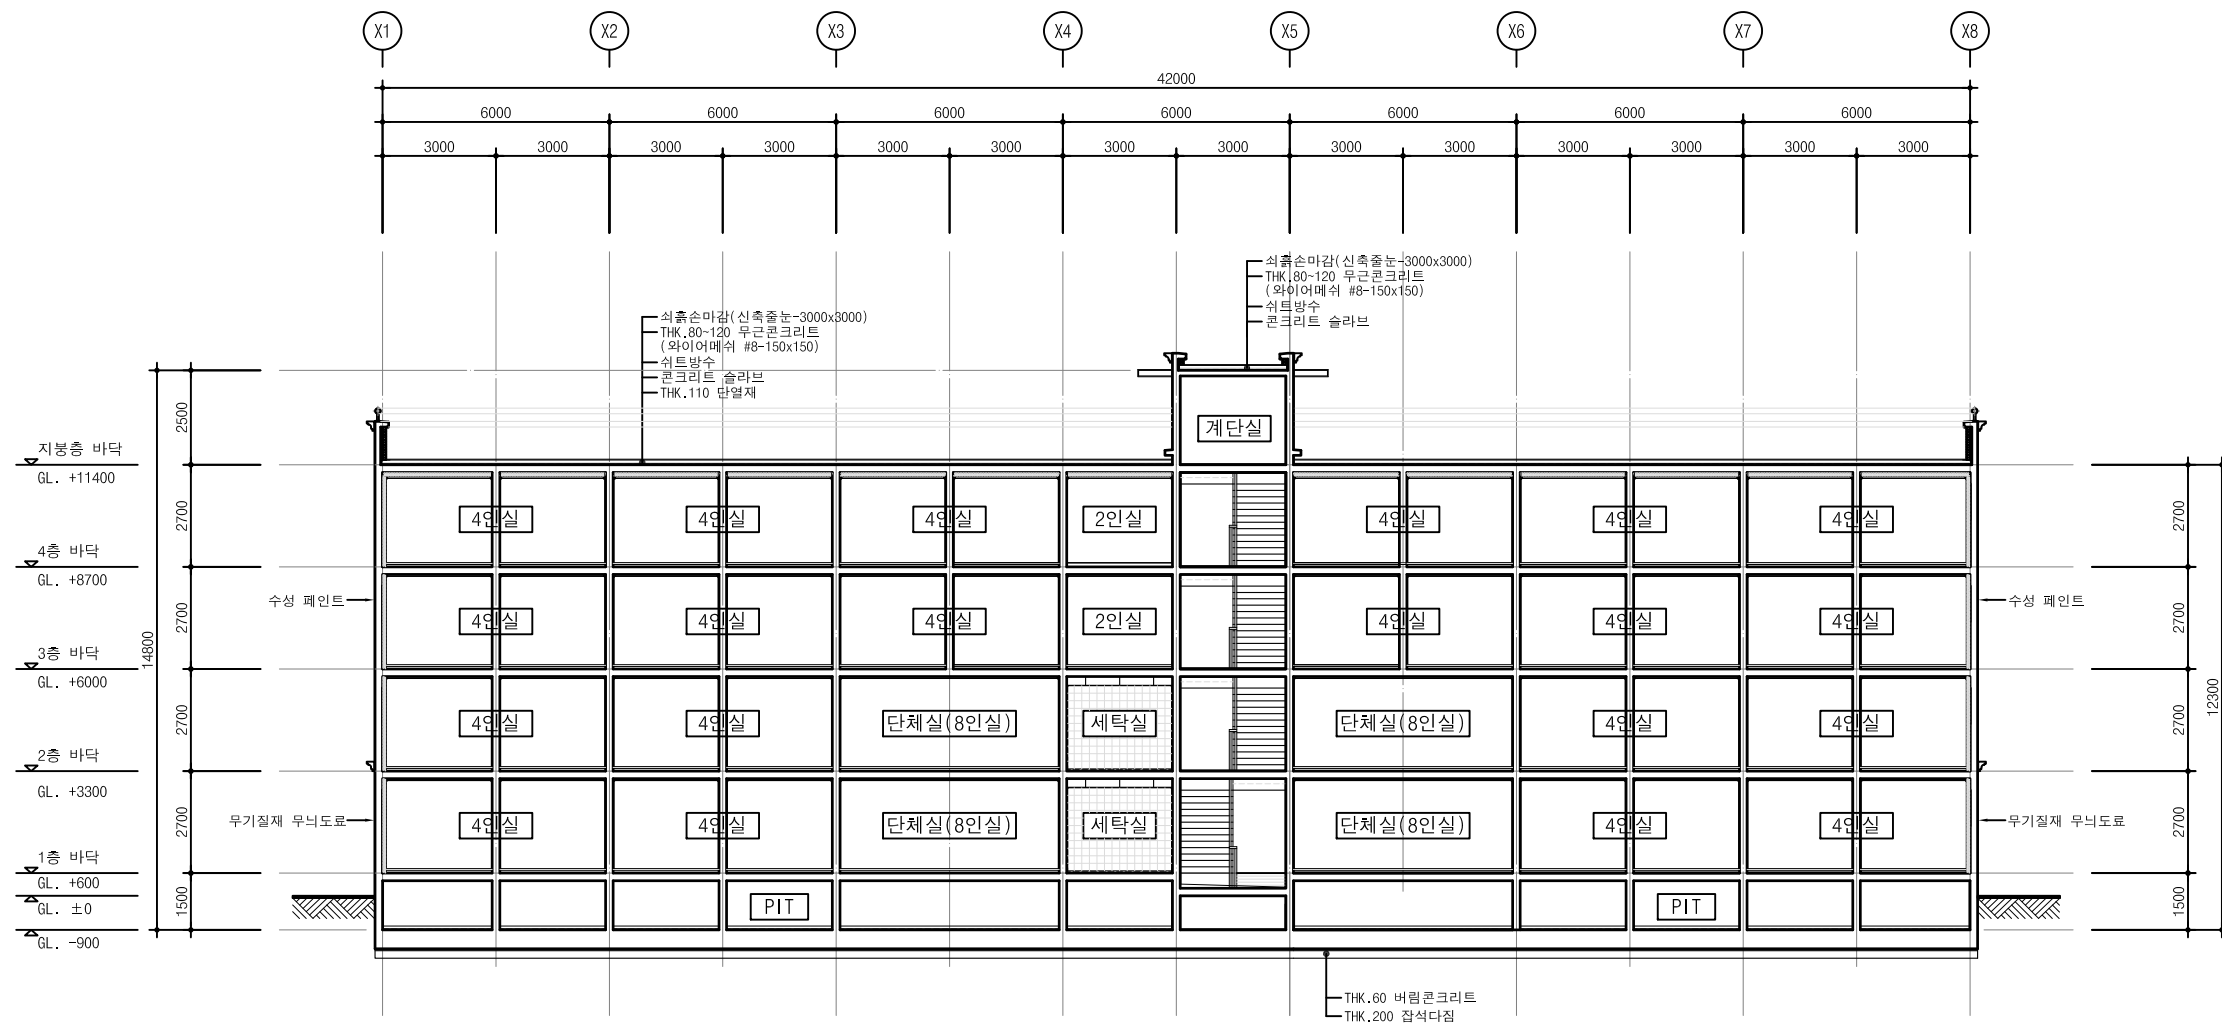 X1 X2 X3 X4 X5 X6 X7 X8
42000
6000 6000 6000 6000 6000 6000 6000
3000 3000 3000 3000 3000 3000 3000 3000 3000 3000 3000 3000 3000 3000
쇠흙손마감(신축줄눈-3000x3000)
THK.80~120 무근콘크리트
(와이어메쉬 #8-150x150)
쉬트방수
콘크리트 슬라브
쇠흙손마감(신축줄눈-3000x3000)
THK.80~120 무근콘크리트
(와이어메쉬 #8-150x150)
쉬트방수
콘크리트 슬라브
THK.110 단열재
2500
계단실
지붕층 바닥
GL. +11400
2700 4인실 4인실 4인실 2인실 4인실 4인실 4인실 2700
4층 바닥
GL. +8700
수성 페인트 수성 페인트
2700 4인실 4인실 4인실 2인실 4인실 4인실 4인실 2700
14800
3층 바닥
GL. +6000
12300
2700 4인실 4인실 단체실(8인실) 세탁실 단체실(8인실) 4인실 4인실 2700
2층 바닥
GL. +3300
무기질재 무늬도료 무기질재 무늬도료
2700 4인실 4인실 단체실(8인실) 세탁실 단체실(8인실) 4인실 4인실 2700
1층 바닥
GL. +600
1500 PIT PIT 1500
GL. ±0
GL. -900
THK.60 버림콘크리트
THK.200 잡석다짐